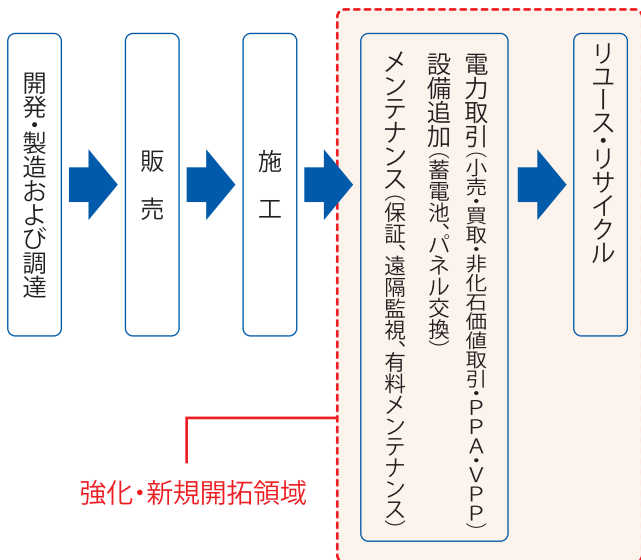 開発・製造および調達
販売
施工
電力取引（小売・買取・非化石価値取引・PPA・VPP）
設備追加（蓄電池、パネル交換）
メンテナンス（保証、遠隔監視、有料メンテナンス）
リユース・リサイクル
強化・新規開拓領域